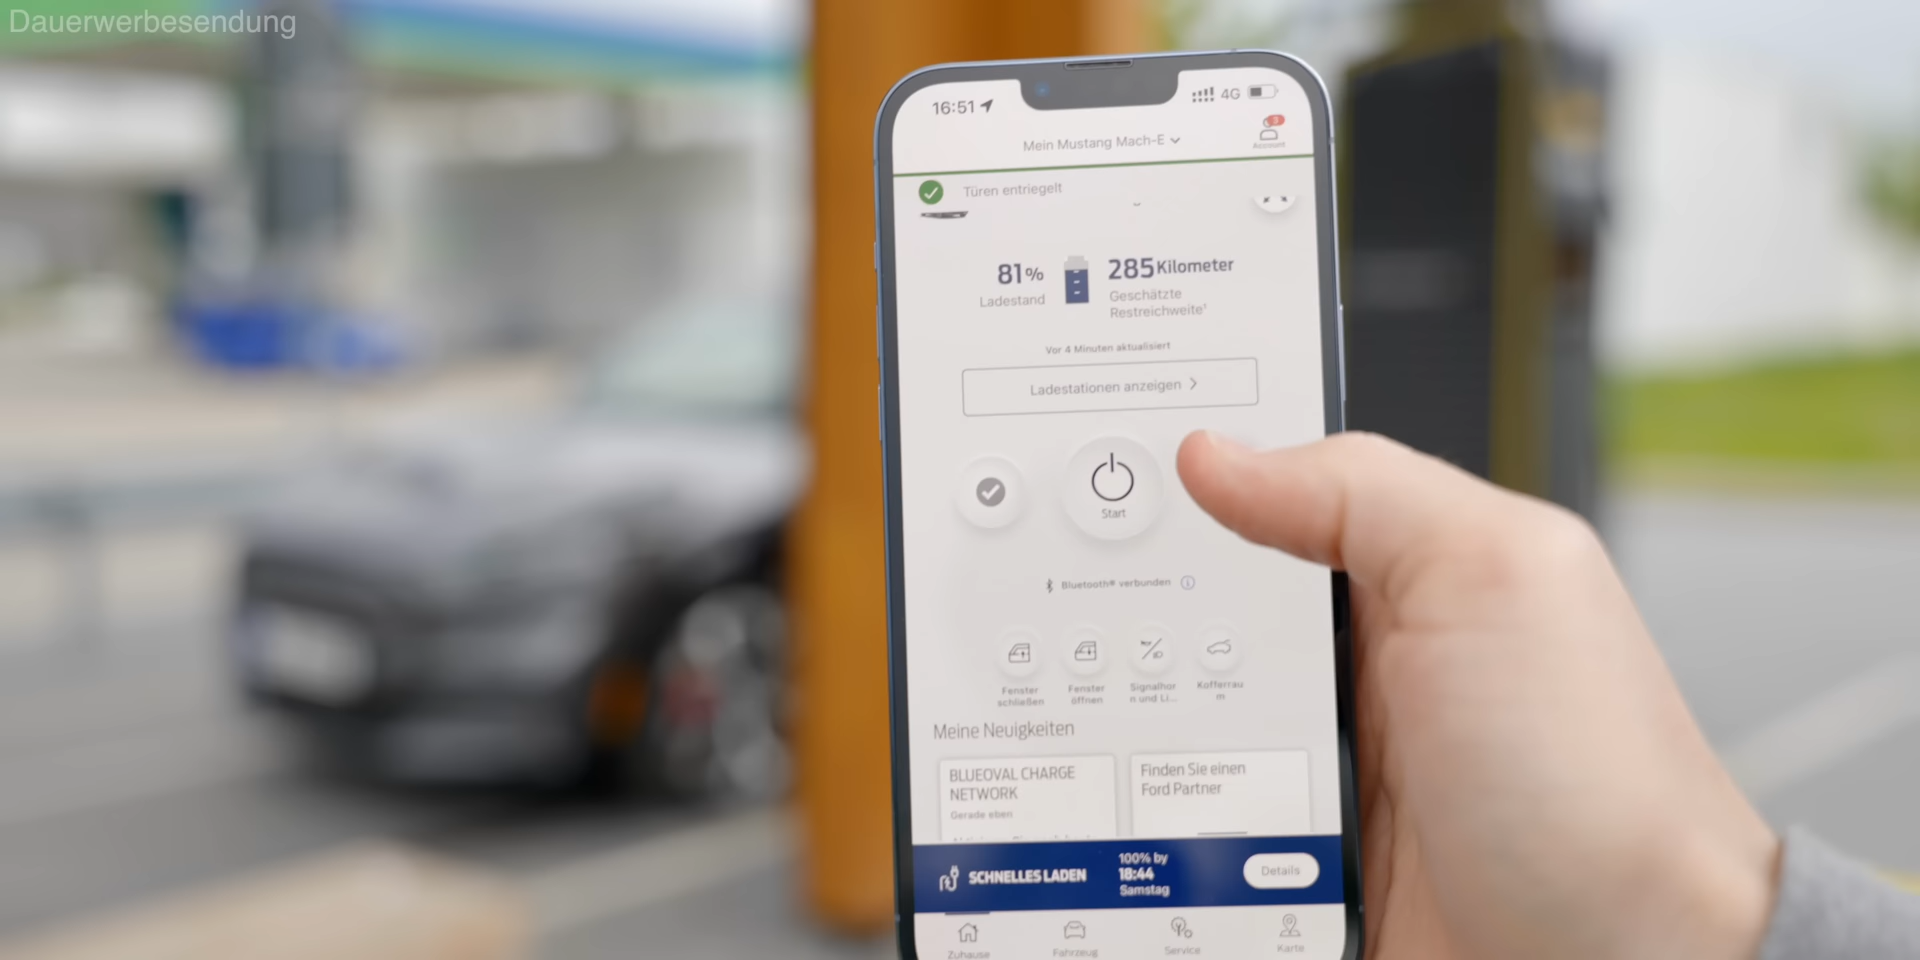 Dauerwerbesendung
16:51
4G
Mein Mustang Mach-E
Account
Türen entriegelt
81%
Ladestand
285 Kilometer
Geschätzte
Restreichweite¹
Vor 4 Minuten aktualisiert
Ladestationen anzeigen
Start
Bluetooth® verbunden
Fenster
schließen
Fenster
öffnen
Signalhor
n und Li...
Kofferrau
m
Meine Neuigkeiten
BLUEOVAL CHARGE
NETWORK
Gerade eben
Finden Sie einen
Ford Partner
SCHNELLES LADEN
100% by
18:44
Samstag
Details
Zuhause
Fahrzeug
Service
Karte